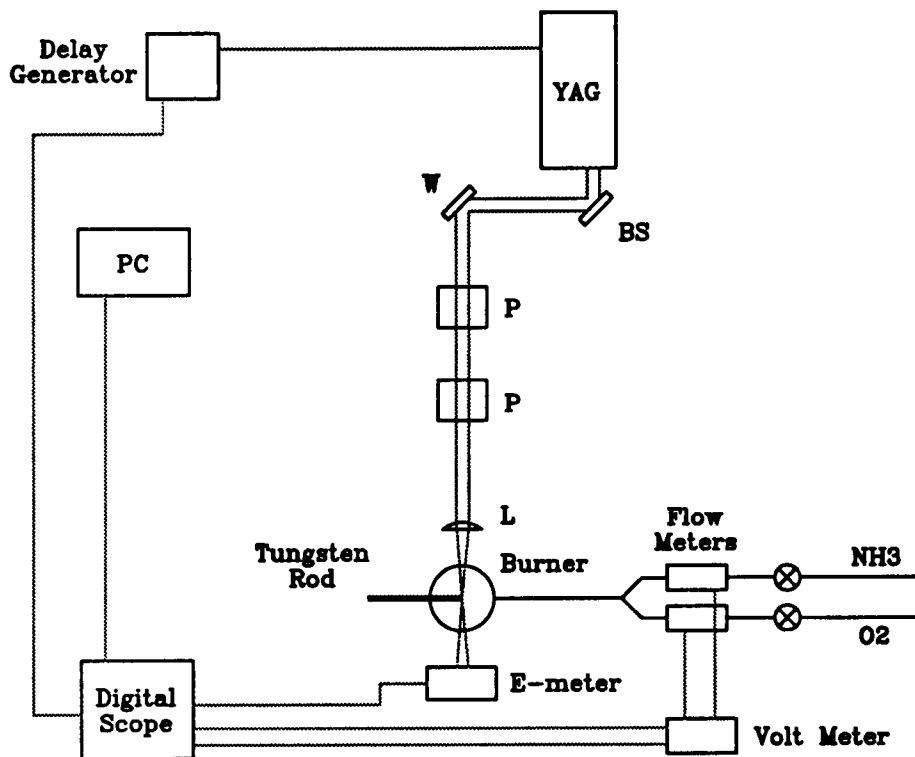 Delay
Generator
YAG
W
BS
PC
P
P
L
Flow
Meters
NH3
Tungsten
Rod
Burner
O2
E-meter
Digital
Scope
Volt Meter